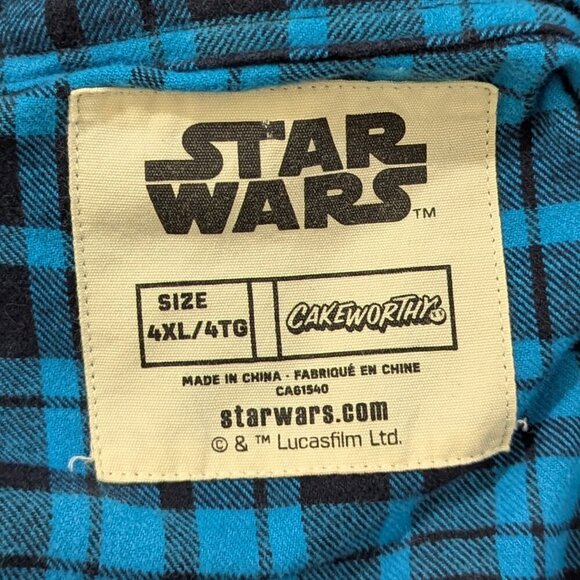 STAR
WARS™
SIZE
4XL/4TG
CAKEWORTHY
MADE IN CHINA - FABRIQUÉ EN CHINE
CA61540
starwars.com
© & ™ Lucasfilm Ltd.